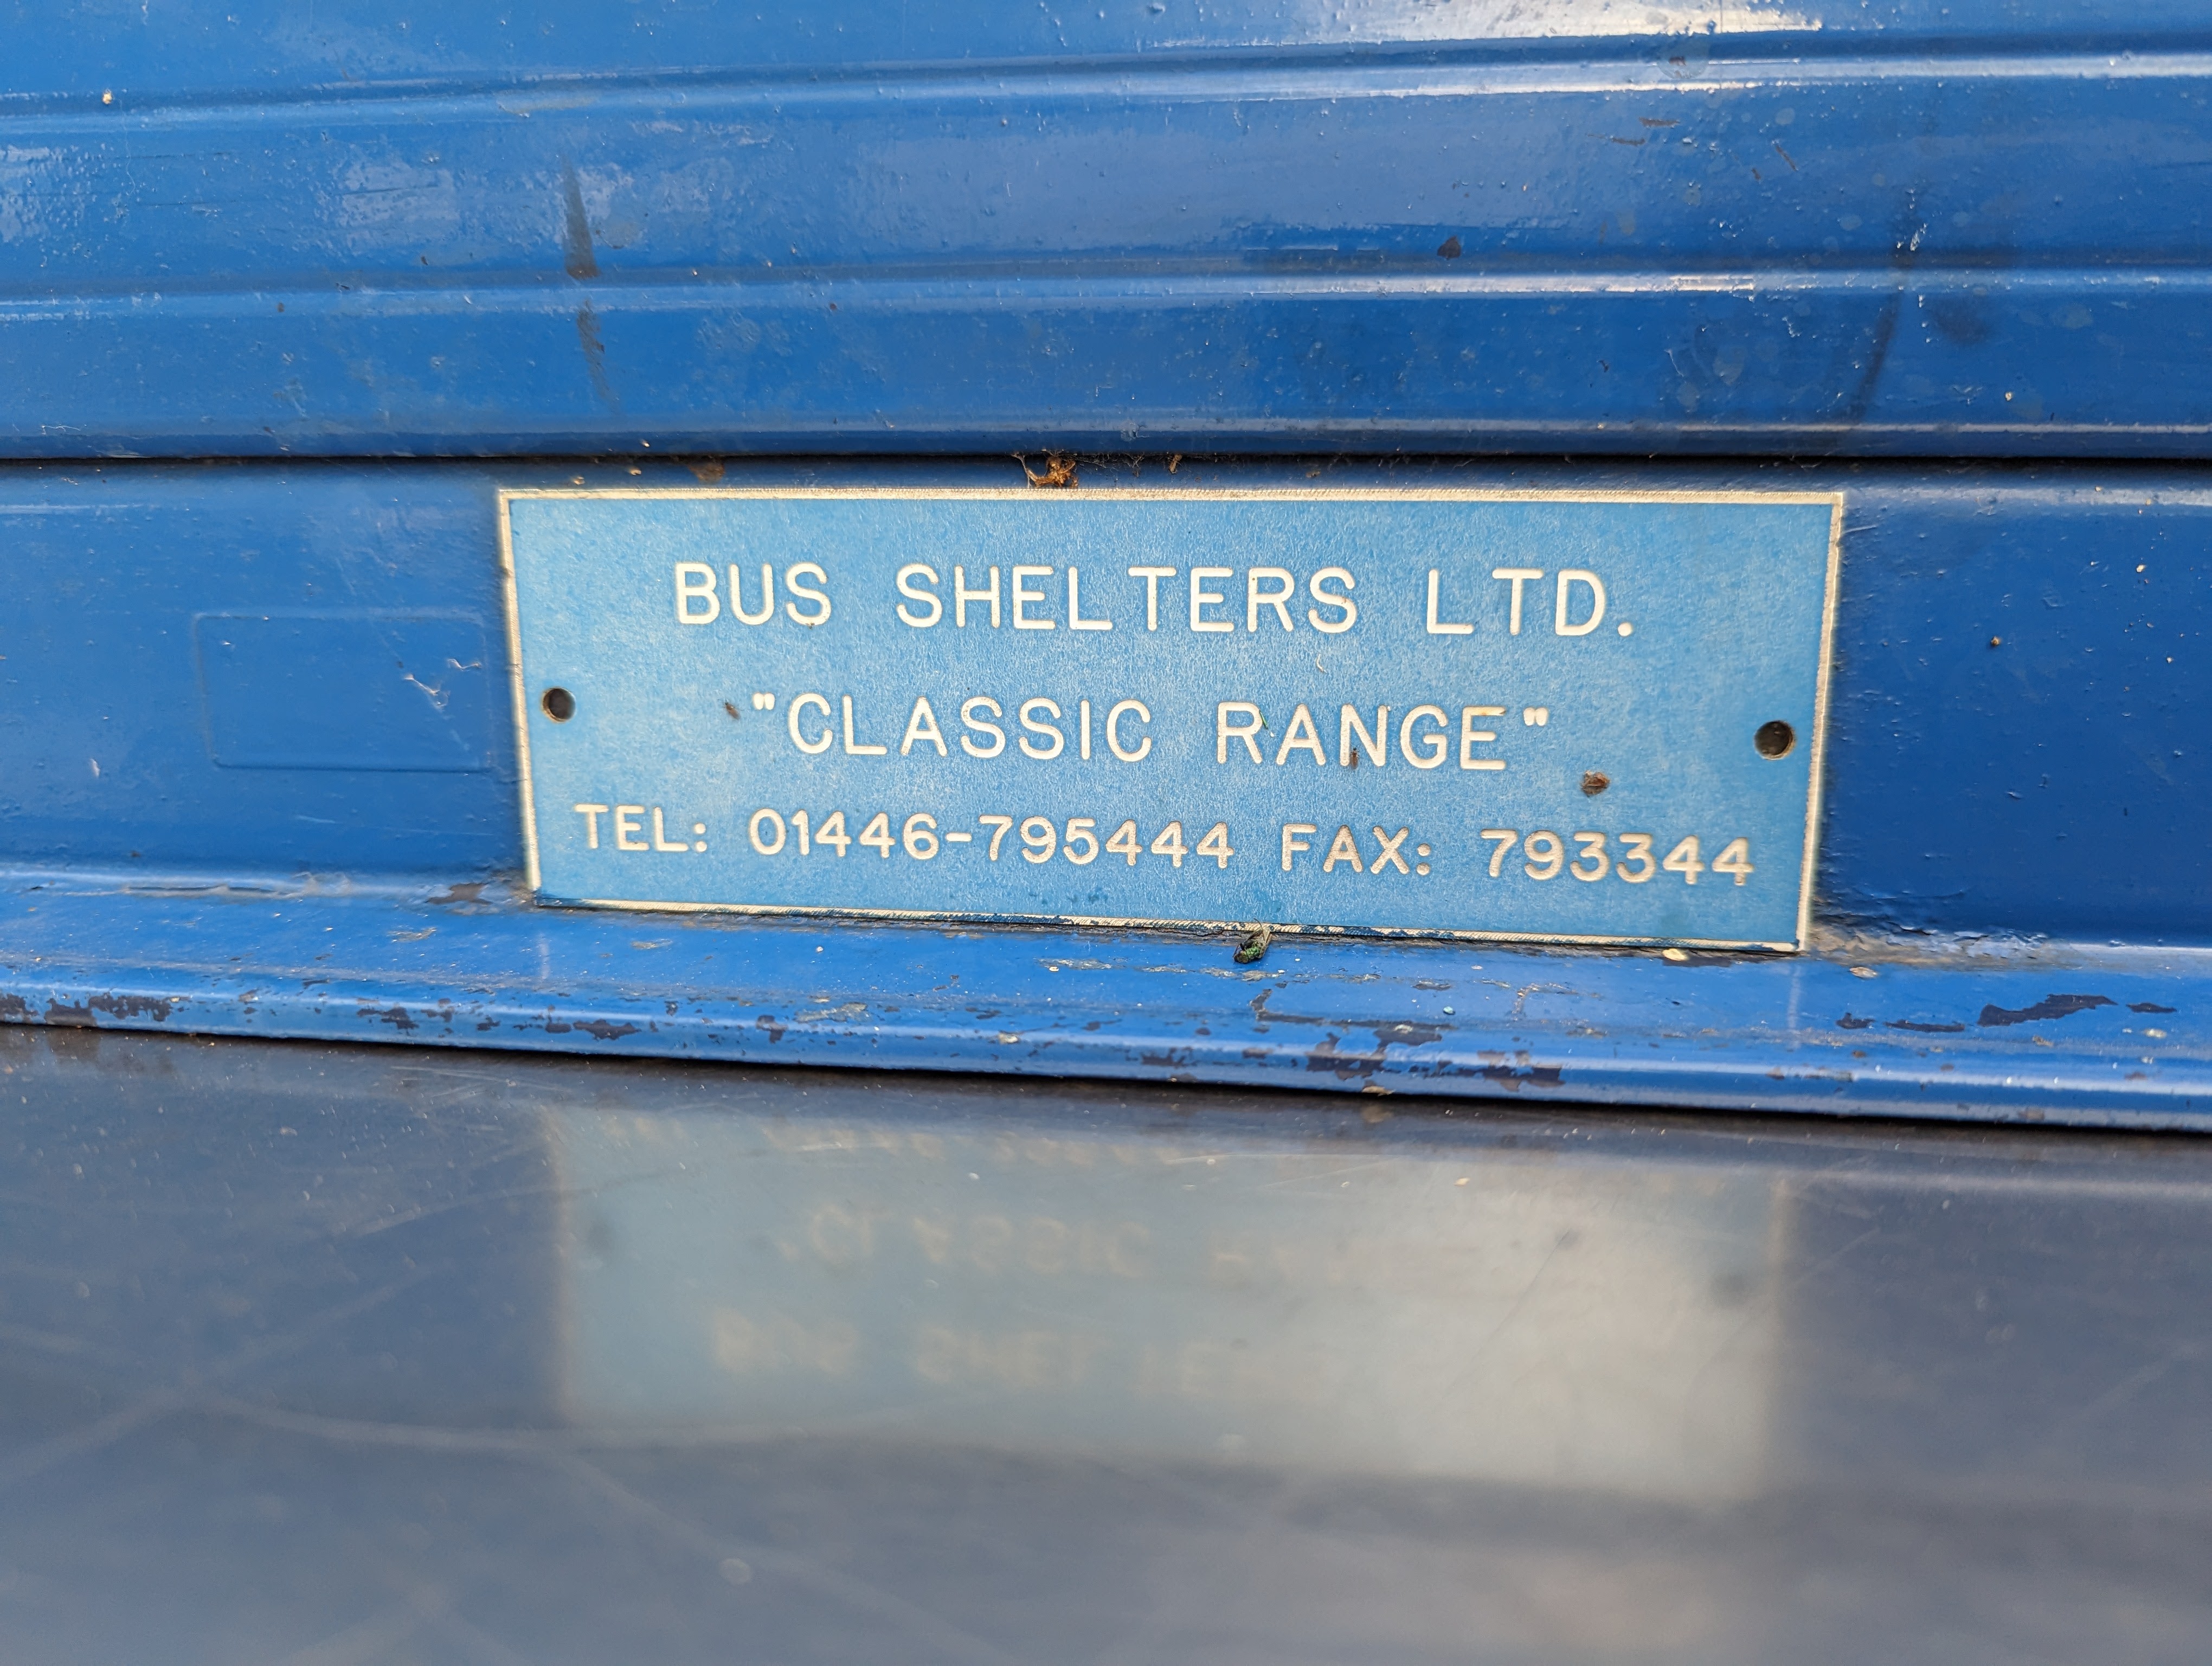 BUS SHELTERS LTD.
"CLASSIC RANGE"
TEL: 01446-795444 FAX: 793344